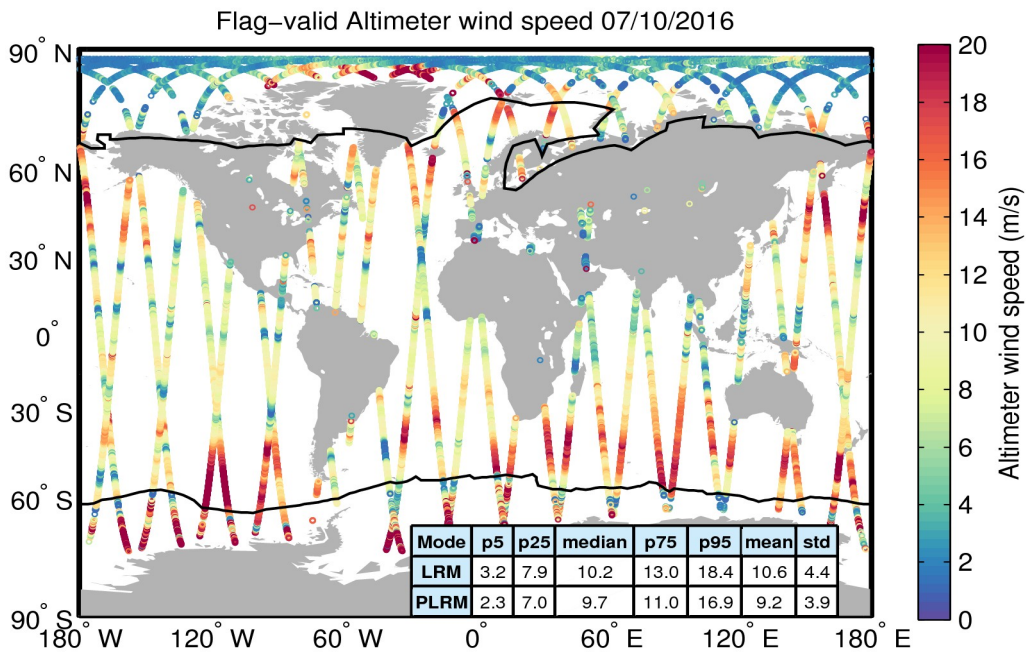 Flag−valid Altimeter wind speed 07/10/2016
90° N
60° N
30° N
0°
30° S
60° S
90° S
180° W
120° W
60° W
0°
60° E
120° E
180° E
Mode p5 p25 median p75 p95 mean std
LRM 3.2 7.9 10.2 13.0 18.4 10.6 4.4
PLRM 2.3 7.0 9.7 11.0 16.9 9.2 3.9
20
18
16
14
12
10
8
6
4
2
0
Altimeter wind speed (m/s)